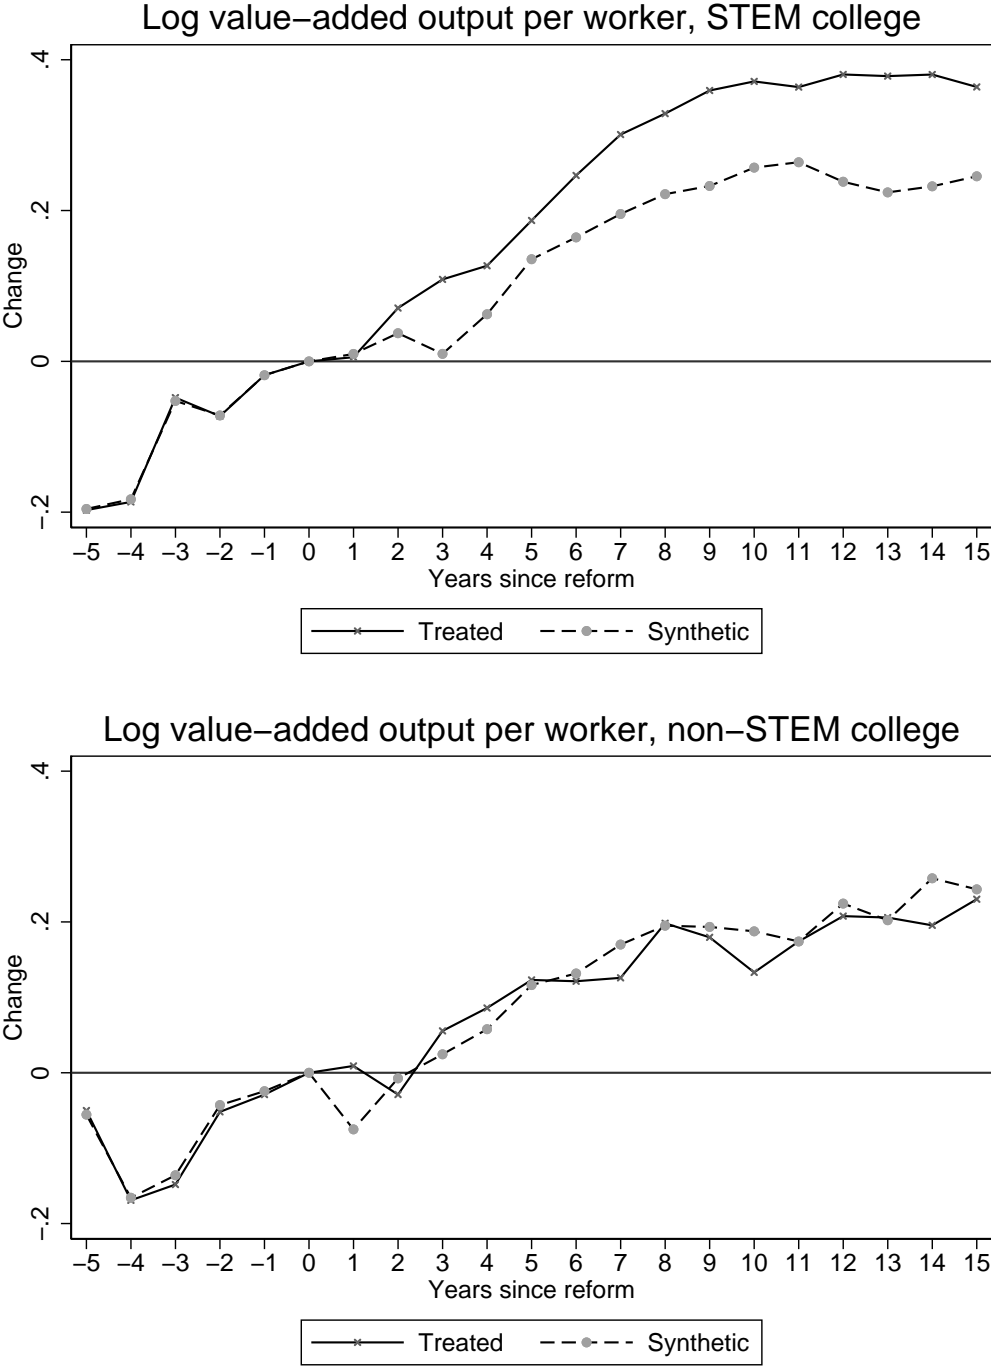 Log value−added output per worker, STEM college
.4
.2
0
−.2
Change
−5 −4 −3 −2 −1 0 1 2 3 4 5 6 7 8 9 10 11 12 13 14 15
Years since reform
Treated Synthetic
Log value−added output per worker, non−STEM college
.4
.2
0
−.2
Change
−5 −4 −3 −2 −1 0 1 2 3 4 5 6 7 8 9 10 11 12 13 14 15
Years since reform
Treated Synthetic